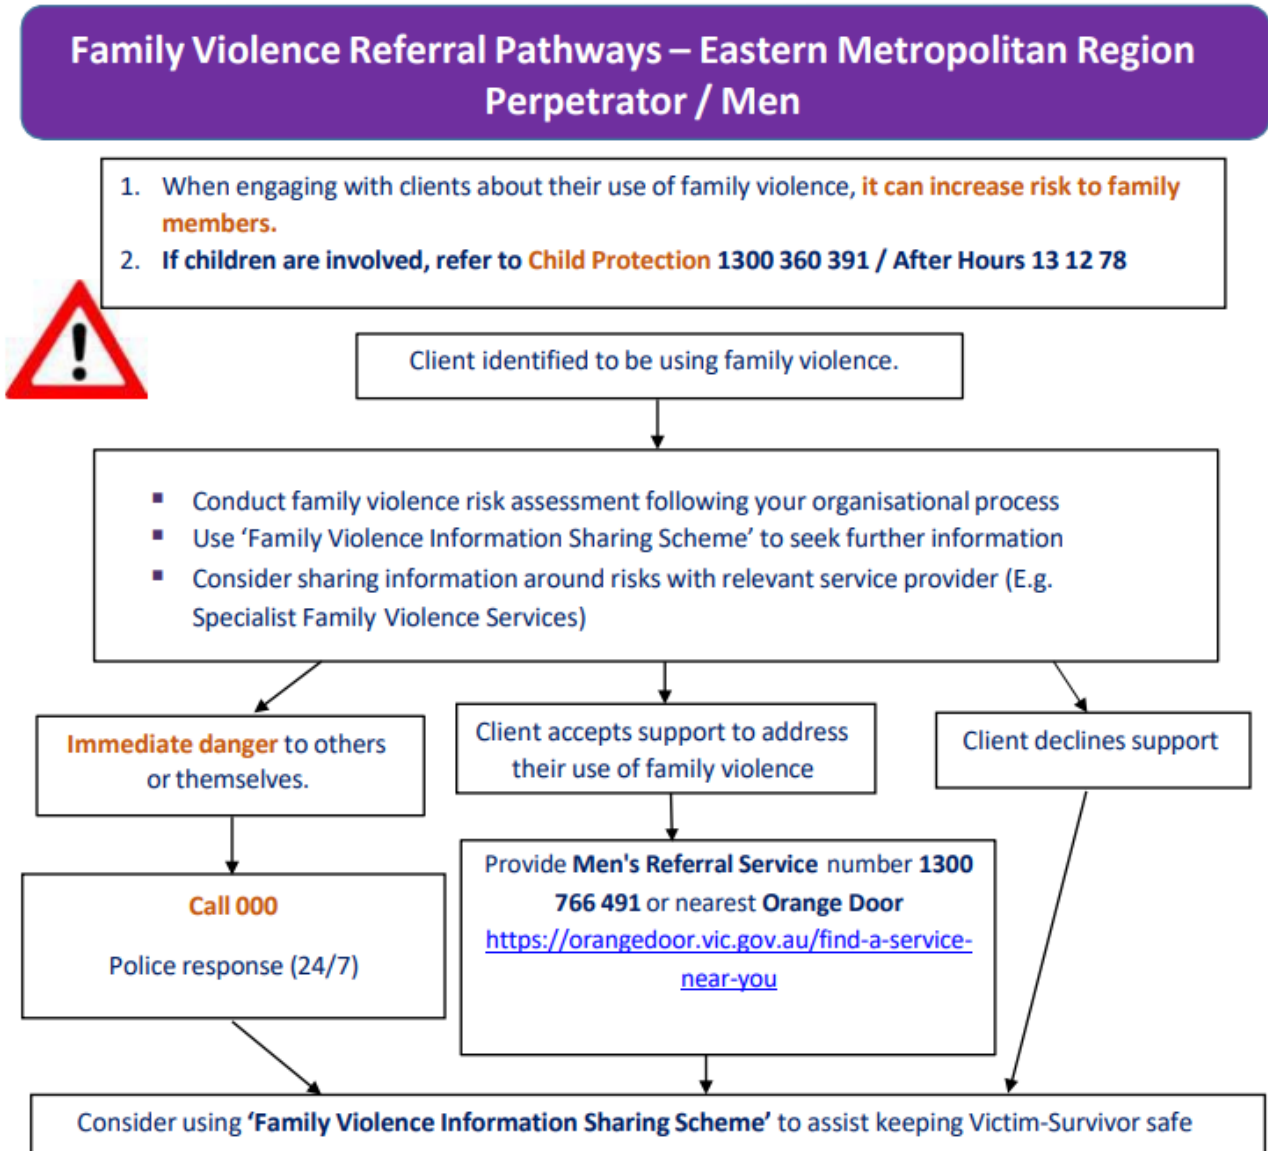 Family Violence Referral Pathways – Eastern Metropolitan Region
Perpetrator / Men
1. When engaging with clients about their use of family violence, it can increase risk to family
members.
2. If children are involved, refer to Child Protection 1300 360 391 / After Hours 13 12 78
Client identified to be using family violence.
▪ Conduct family violence risk assessment following your organisational process
▪ Use ‘Family Violence Information Sharing Scheme’ to seek further information
▪ Consider sharing information around risks with relevant service provider (E.g.
Specialist Family Violence Services)
Immediate danger to others
or themselves.
Client accepts support to address
their use of family violence
Client declines support
Call 000
Police response (24/7)
Provide Men's Referral Service number 1300
766 491 or nearest Orange Door
https://orangedoor.vic.gov.au/find-a-service-
near-you
Consider using ‘Family Violence Information Sharing Scheme’ to assist keeping Victim-Survivor safe